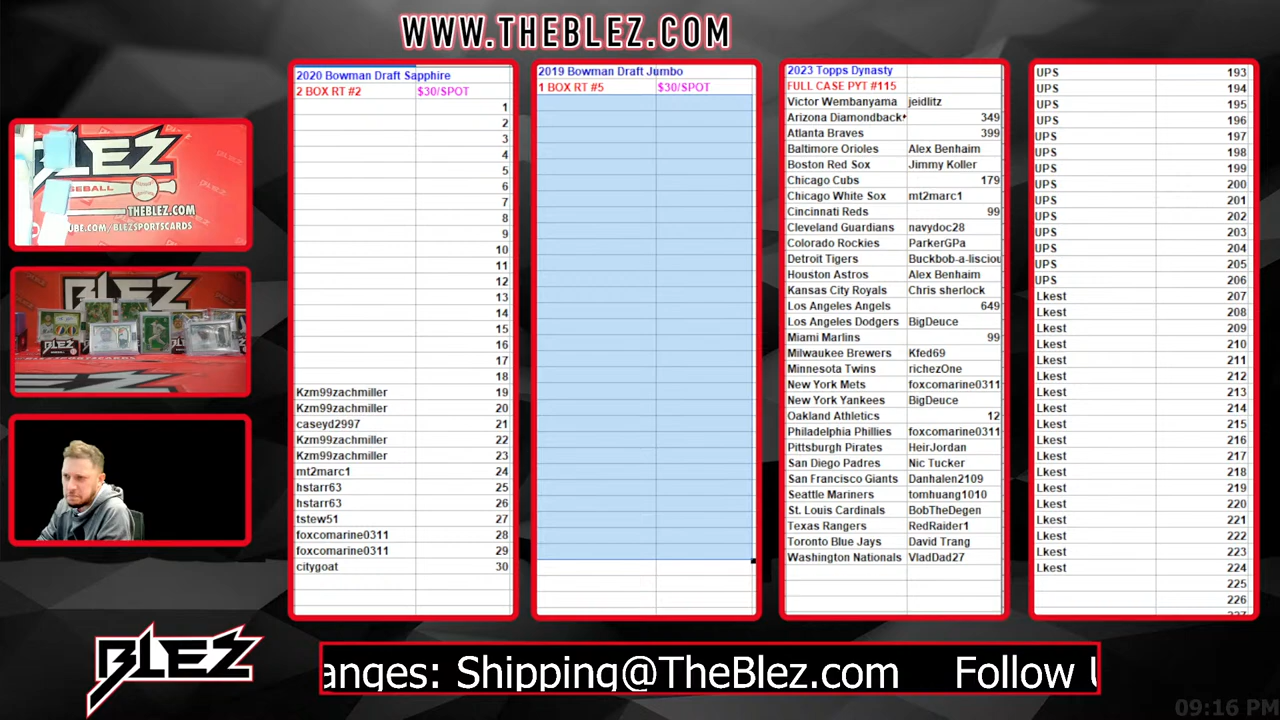 WWW.THEBLEZ.COM
BLEZ
BASEBALL
THEBLEZ.COM
UBE.COM/BLEZSPORTSCARDS
BLEZ
2020 Bowman Draft Sapphire
2 BOX RT #2 $30/SPOT
1
2
3
4
5
6
7
8
9
10
11
12
13
14
15
16
17
18
Kzm99zachmiller 19
Kzm99zachmiller 20
caseyd2997 21
Kzm99zachmiller 22
Kzm99zachmiller 23
mt2marc1 24
hstarr63 25
hstarr63 26
tstew51 27
foxcomarine0311 28
foxcomarine0311 29
citygoat 30
2019 Bowman Draft Jumbo
1 BOX RT #5 $30/SPOT
2023 Topps Dynasty
FULL CASE PYT #115
Victor Wembanyama jeidlitz
Arizona Diamondback 349
Atlanta Braves 399
Baltimore Orioles Alex Benhaim
Boston Red Sox Jimmy Koller
Chicago Cubs 179
Chicago White Sox mt2marc1
Cincinnati Reds 99
Cleveland Guardians navydoc28
Colorado Rockies ParkerGPa
Detroit Tigers Buckbob-a-lisciou
Houston Astros Alex Benhaim
Kansas City Royals Chris sherlock
Los Angeles Angels 649
Los Angeles Dodgers BigDeuce
Miami Marlins 99
Milwaukee Brewers Kfed69
Minnesota Twins richezOne
New York Mets foxcomarine0311
New York Yankees BigDeuce
Oakland Athletics 12
Philadelphia Phillies foxcomarine0311
Pittsburgh Pirates HeirJordan
San Diego Padres Nic Tucker
San Francisco Giants Danhalen2109
Seattle Mariners tomhuang1010
St. Louis Cardinals BobTheDegen
Texas Rangers RedRaider1
Toronto Blue Jays David Trang
Washington Nationals VladDad27
UPS 193
UPS 194
UPS 195
UPS 196
UPS 197
UPS 198
UPS 199
UPS 200
UPS 201
UPS 202
UPS 203
UPS 204
UPS 205
UPS 206
Lkest 207
Lkest 208
Lkest 209
Lkest 210
Lkest 211
Lkest 212
Lkest 213
Lkest 214
Lkest 215
Lkest 216
Lkest 217
Lkest 218
Lkest 219
Lkest 220
Lkest 221
Lkest 222
Lkest 223
Lkest 224
225
226
227
BLEZ
anges: Shipping@TheBlez.com Follow U
09:16 PM